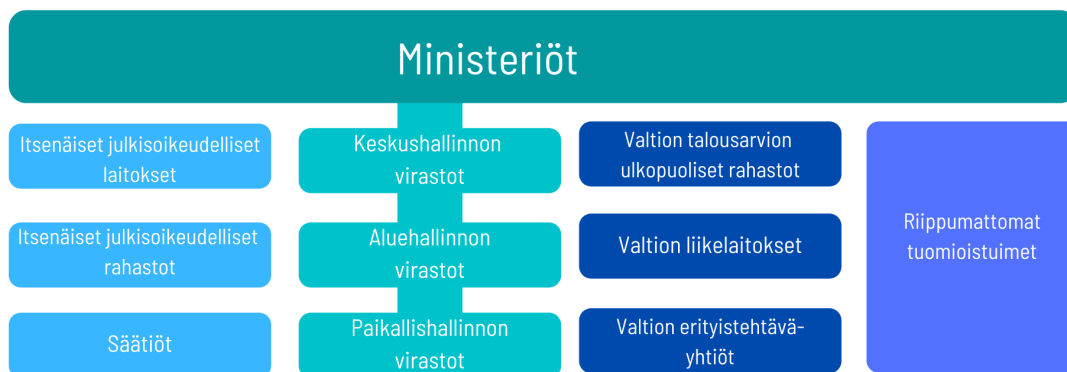 Ministeriöt
Itsenäiset julkisoikeudelliset
laitokset
Keskushallinnon
virastot
Valtion talousarvion
ulkopuoliset rahastot
Itsenäiset julkisoikeudelliset
rahastot
Aluehallinnon
virastot
Valtion liikelaitokset
Riippumattomat
tuomioistuimet
Säätiöt
Paikallishallinnon
virastot
Valtion erityistehtävä-
yhtiöt